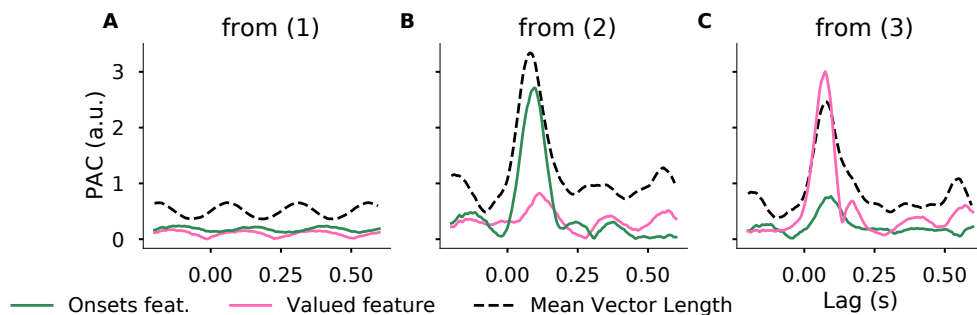 A from (1) B from (2) C from (3)
PAC (a.u.)
3
2
1
0
0.00 0.25 0.50 0.00 0.25 0.50 0.00 0.25 0.50
Onsets feat. Valued feature Mean Vector Length Lag (s)